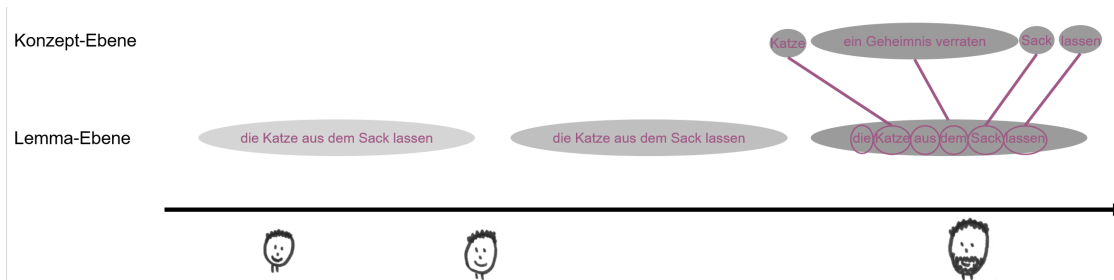 Konzept-Ebene
Katze
ein Geheimnis verraten
Sack
lassen
Lemma-Ebene
die Katze aus dem Sack lassen
die Katze aus dem Sack lassen
die Katze aus dem Sack lassen